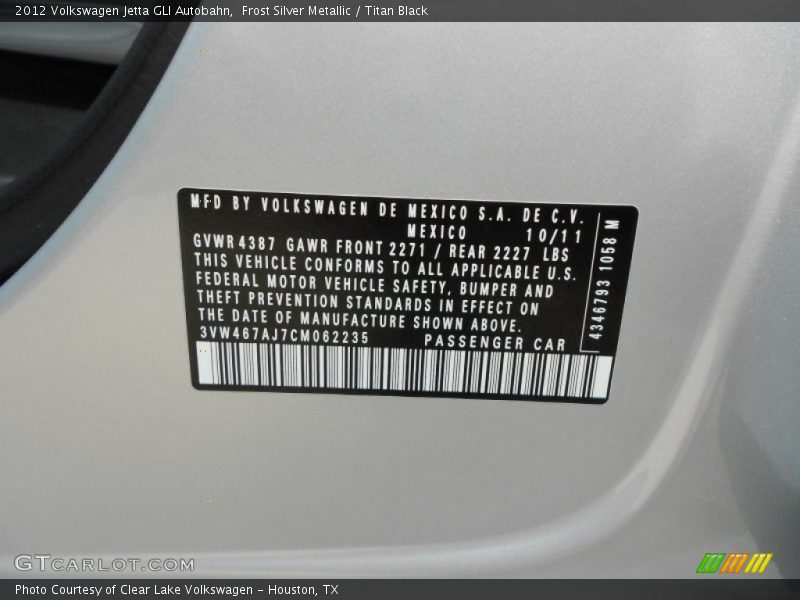 2012 Volkswagen Jetta GLI Autobahn,  Frost Silver Metallic / Titan Black
MFD BY VOLKSWAGEN DE MEXICO S.A. DE C.V.
MEXICO 10/11
GVWR 4387 GAWR FRONT 2271 / REAR 2227 LBS
THIS VEHICLE CONFORMS TO ALL APPLICABLE U.S.
FEDERAL MOTOR VEHICLE SAFETY, BUMPER AND
THEFT PREVENTION STANDARDS IN EFFECT ON
THE DATE OF MANUFACTURE SHOWN ABOVE.
3VW467AJ7CM062235 PASSENGER CAR
4346793 1058 M
GTCARLOT.COM
Photo Courtesy of Clear Lake Volkswagen – Houston, TX